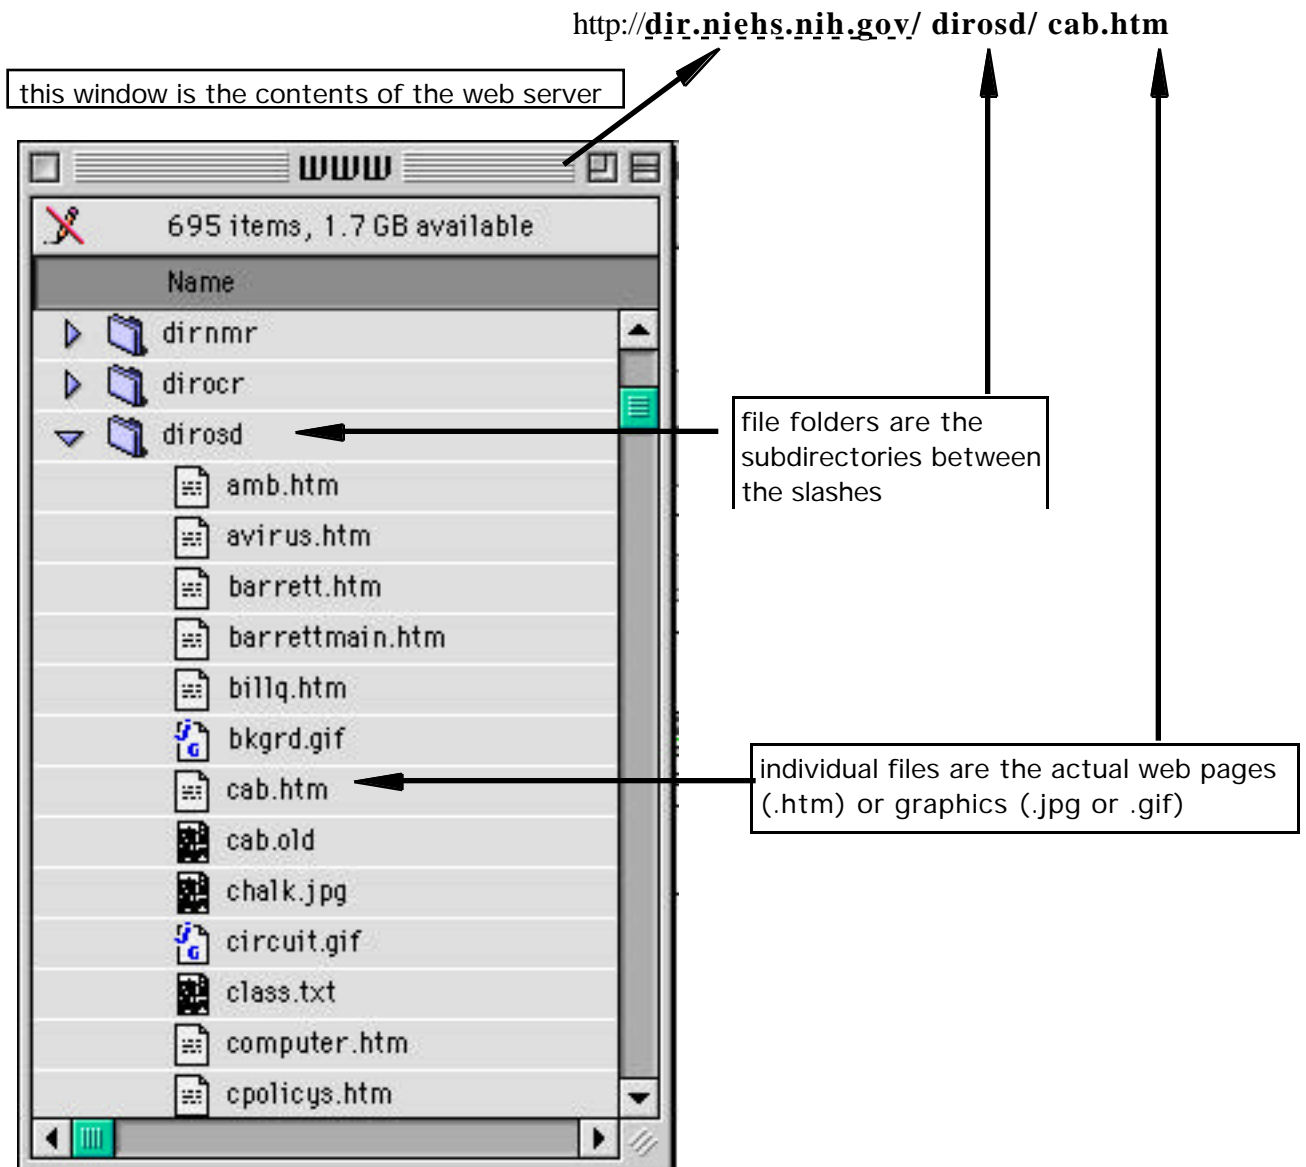 http://dir.niehs.nih.gov/ dirosd/ cab.htm
this window is the contents of the web server
www
695 items, 1.7 GB available
Name
dirnmr
dirocr
dirosd
file folders are the
subdirectories between
the slashes
amb.htm
avirus.htm
barrett.htm
barrettmain.htm
billq.htm
bkgrd.gif
cab.htm
individual files are the actual web pages
(.htm) or graphics (.jpg or .gif)
cab.old
chalk.jpg
circuit.gif
class.txt
computer.htm
cpolicys.htm